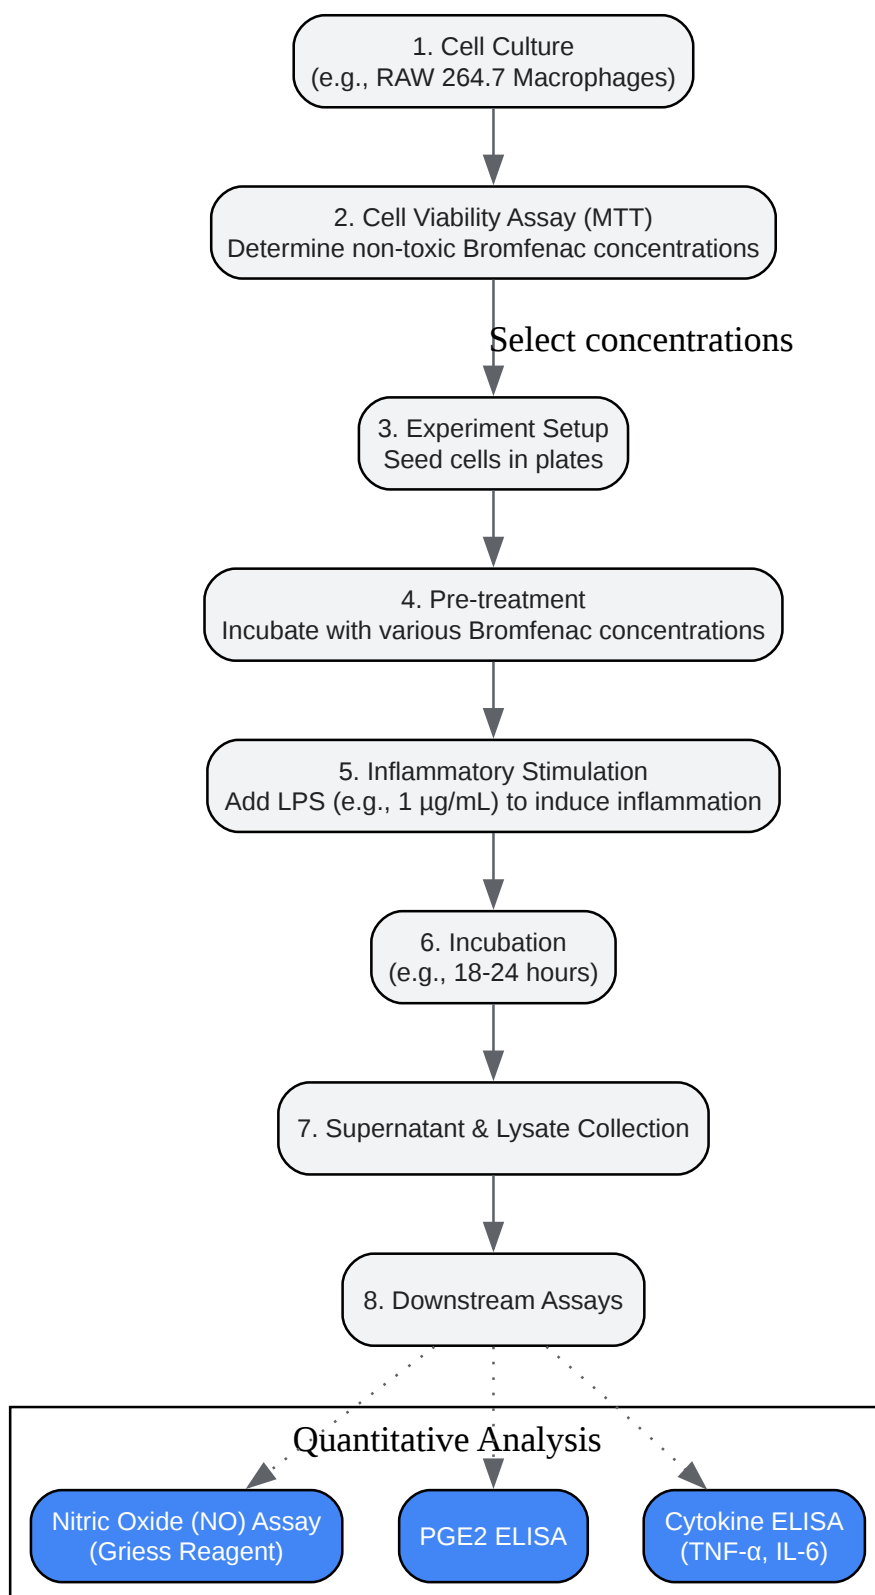 1. Cell Culture
(e.g., RAW 264.7 Macrophages)
2. Cell Viability Assay (MTT)
Determine non-toxic Bromfenac concentrations
Select concentrations
3. Experiment Setup
Seed cells in plates
4. Pre-treatment
Incubate with various Bromfenac concentrations
5. Inflammatory Stimulation
Add LPS (e.g., 1 µg/mL) to induce inflammation
6. Incubation
(e.g., 18-24 hours)
7. Supernatant & Lysate Collection
8. Downstream Assays
Quantitative Analysis
Nitric Oxide (NO) Assay
(Griess Reagent)
PGE2 ELISA
Cytokine ELISA
(TNF-α, IL-6)